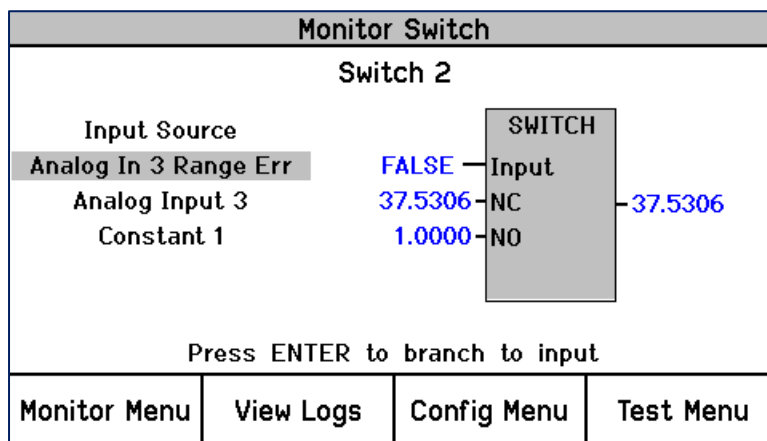 Monitor Switch
Switch 2
Input Source
SWITCH
Analog In 3 Range Err FALSE Input
Analog Input 3 37.5306 NC 37.5306
Constant 1 1.0000 NO
Press ENTER to branch to input
Monitor Menu View Logs Config Menu Test Menu